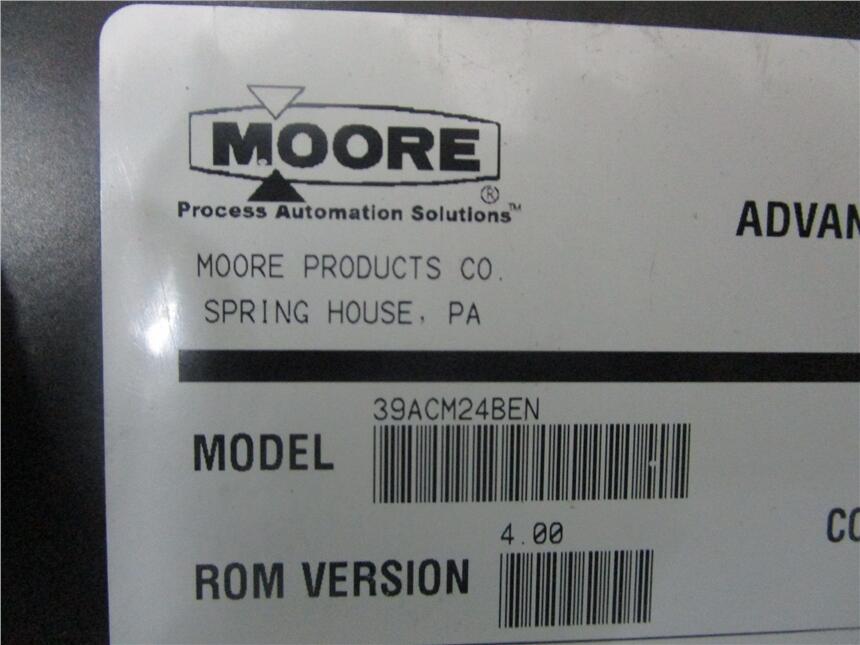 MOORE
®
Process Automation Solutions™
ADVAN
MOORE PRODUCTS CO.
SPRING HOUSE, PA
39ACM24BEN
MODEL
4.00
CO
ROM VERSION